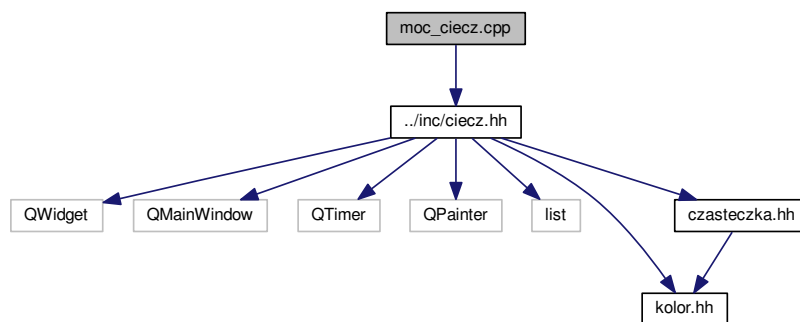 moc_ciecz.cpp
../inc/ciecz.hh
QWidget
QMainWindow
QTimer
QPainter
list
czasteczka.hh
kolor.hh